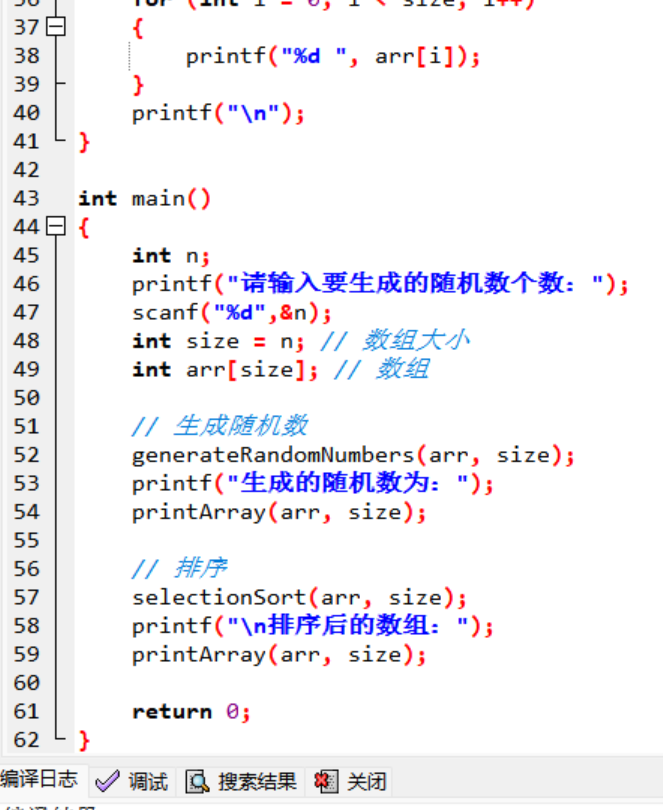 36 for (int i = 0; i < size; i++)
37 {
38 printf("%d ", arr[i]);
39 }
40 printf("\n");
41 }
42
43 int main()
44 {
45 int n;
46 printf("请输入要生成的随机数个数：");
47 scanf("%d",&n);
48 int size = n; // 数组大小
49 int arr[size]; // 数组
50
51 // 生成随机数
52 generateRandomNumbers(arr, size);
53 printf("生成的随机数为：");
54 printArray(arr, size);
55
56 // 排序
57 selectionSort(arr, size);
58 printf("\n排序后的数组：");
59 printArray(arr, size);
60
61 return 0;
62 }
编译日志 调试 搜索结果 关闭